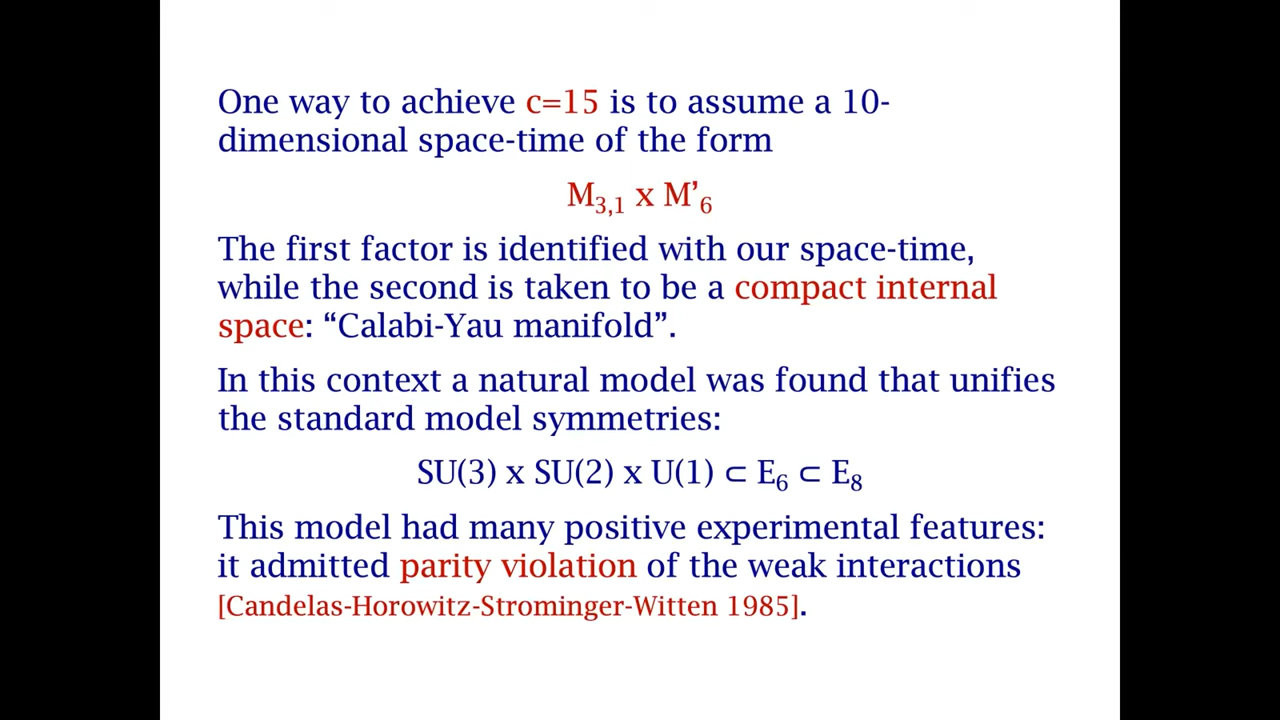 One way to achieve c=15 is to assume a 10-
dimensional space-time of the form
M₃,₁ x M’₆
The first factor is identified with our space-time,
while the second is taken to be a compact internal
space: “Calabi-Yau manifold”.
In this context a natural model was found that unifies
the standard model symmetries:
SU(3) x SU(2) x U(1) ⊂ E₆ ⊂ E₈
This model had many positive experimental features:
it admitted parity violation of the weak interactions
[Candelas-Horowitz-Strominger-Witten 1985].